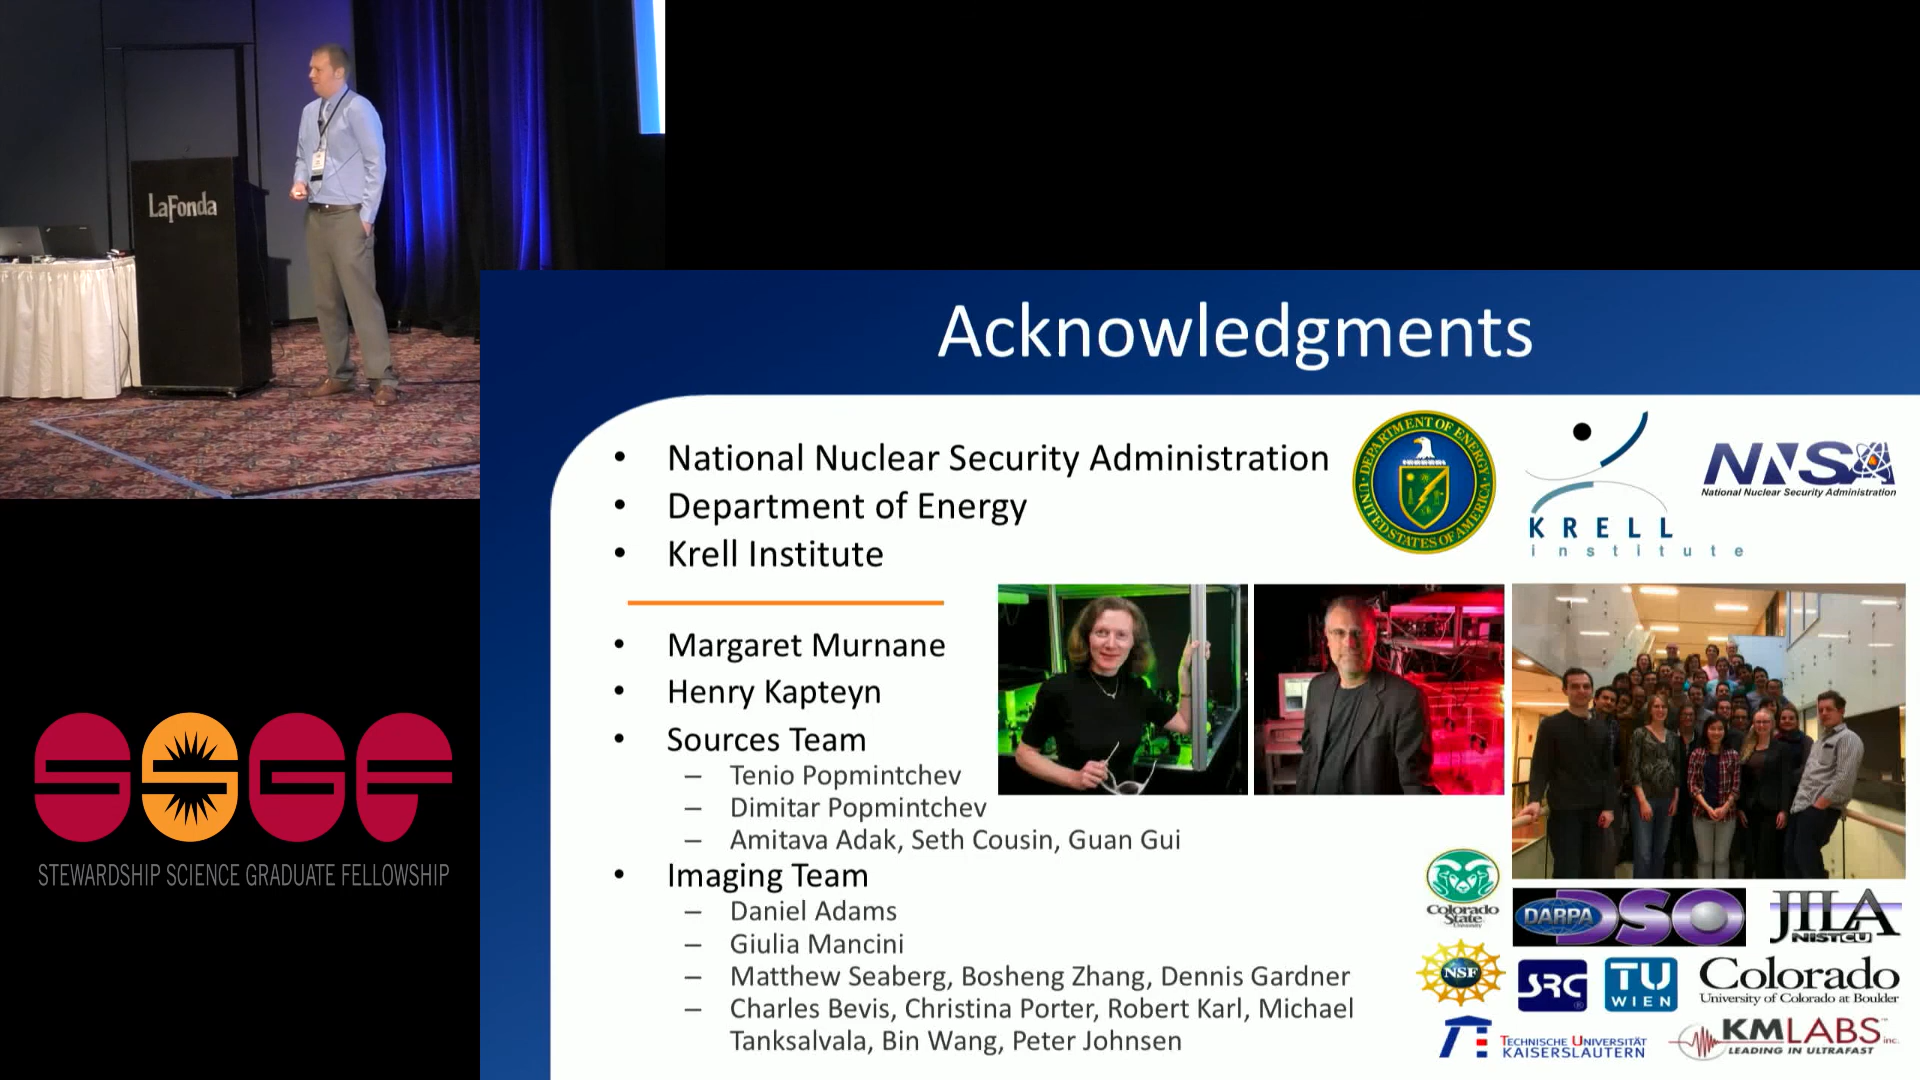 LaFonda
Acknowledgments
• National Nuclear Security Administration
• Department of Energy
• Krell Institute
DEPARTMENT OF ENERGY
UNITED STATES OF AMERICA
KRELL
institute
NNSA
National Nuclear Security Administration
• Margaret Murnane
• Henry Kapteyn
• Sources Team
– Tenio Popmintchev
– Dimitar Popmintchev
– Amitava Adak, Seth Cousin, Guan Gui
• Imaging Team
– Daniel Adams
– Giulia Mancini
– Matthew Seaberg, Bosheng Zhang, Dennis Gardner
– Charles Bevis, Christina Porter, Robert Karl, Michael
Tanksalvala, Bin Wang, Peter Johnsen
Colorado
State
University
DARPA DSO
JILA
NIST CU
NSF
SRC
TU
WIEN
Colorado
University of Colorado at Boulder
TECHNISCHE UNIVERSITÄT
KAISERSLAUTERN
KMLABS inc.
LEADING IN ULTRAFAST
SSGF
STEWARDSHIP SCIENCE GRADUATE FELLOWSHIP